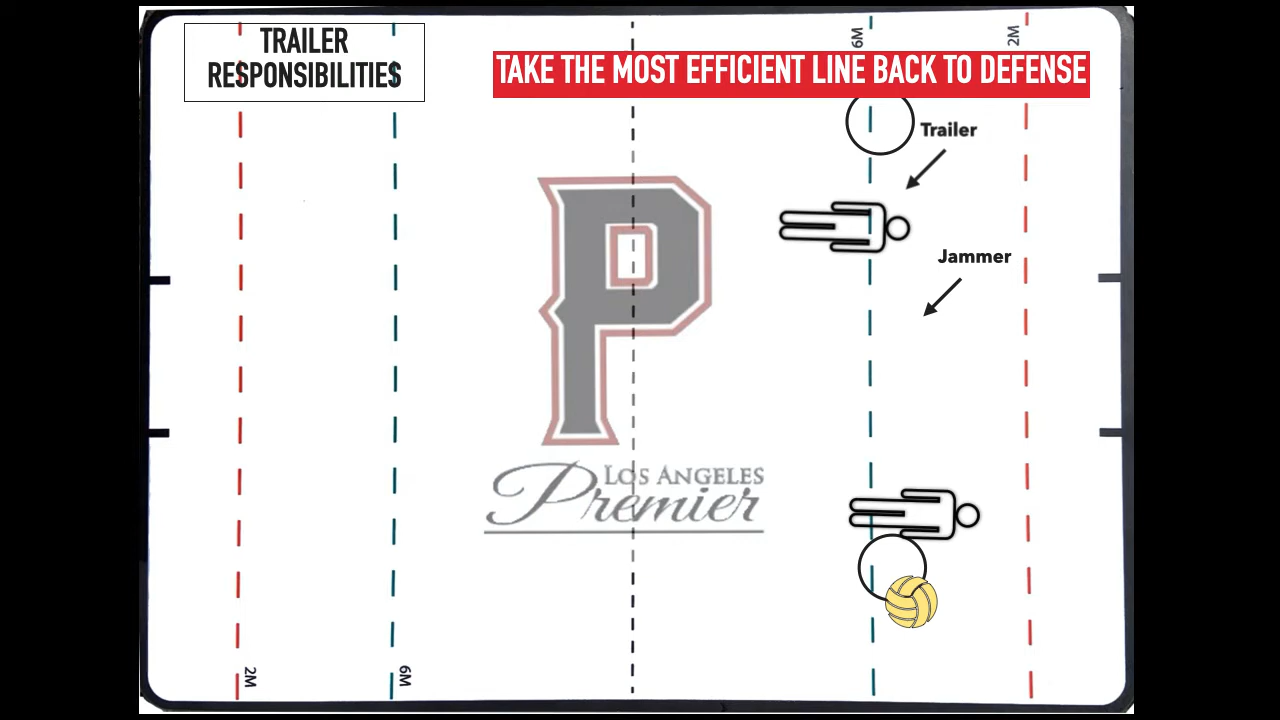 TRAILER
RESPONSIBILITIES
TAKE THE MOST EFFICIENT LINE BACK TO DEFENSE
6M
2M
Trailer
Jammer
P
LOS ANGELES
Premier
2M
6M